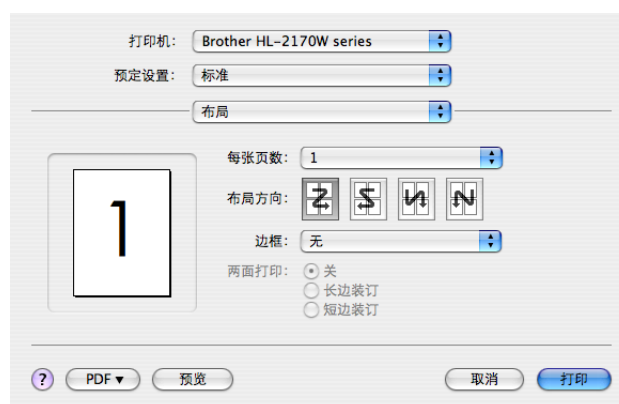 打印机： Brother HL-2170W series
预定设置： 标准
布局
每张页数： 1
布局方向：
边框： 无
两面打印： 关
长边装订
短边装订
1
? PDF▼ 预览 取消 打印